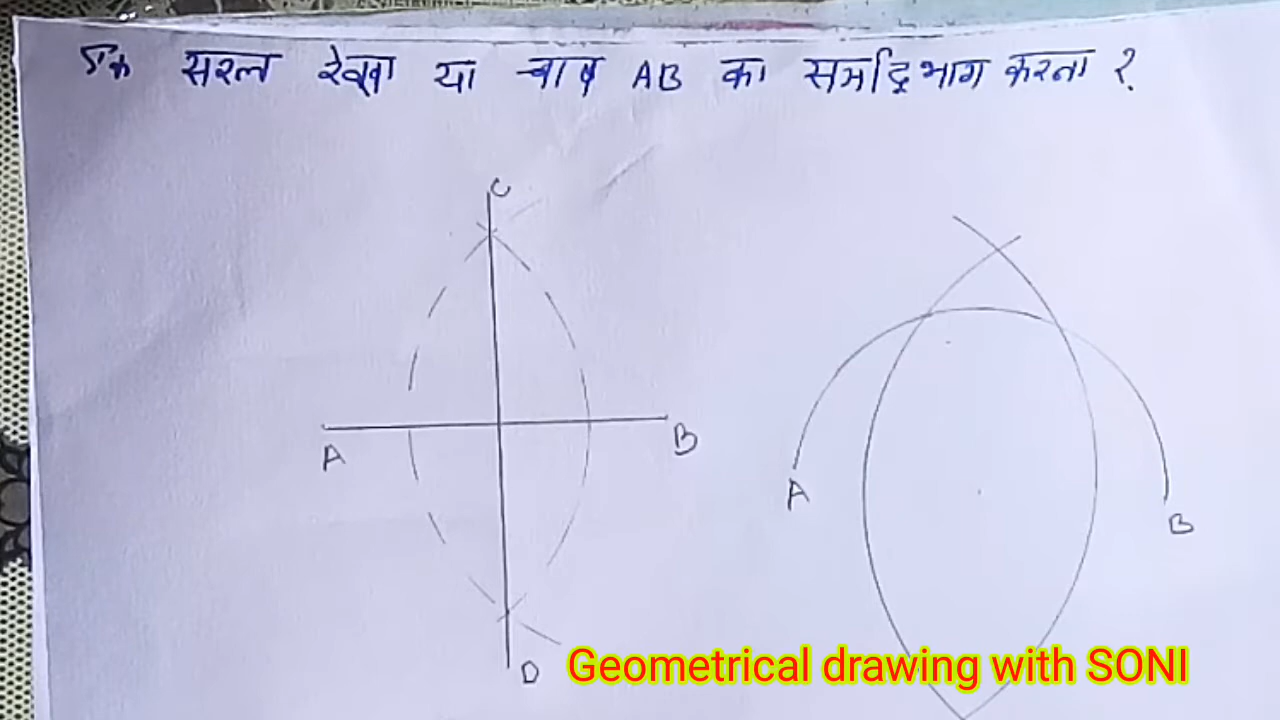 सरल रेखा या चाप AB का समद्विभाग करना ?
C
A
B
D
A
B
Geometrical drawing with SONI